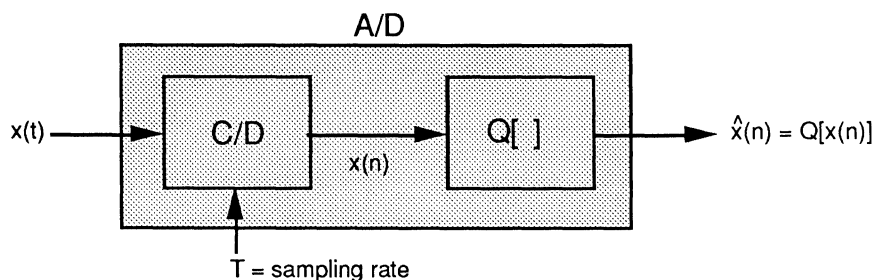 A/D
x(t)
C/D
x(n)
Q[ ]
x̂(n) = Q[x(n)]
T = sampling rate